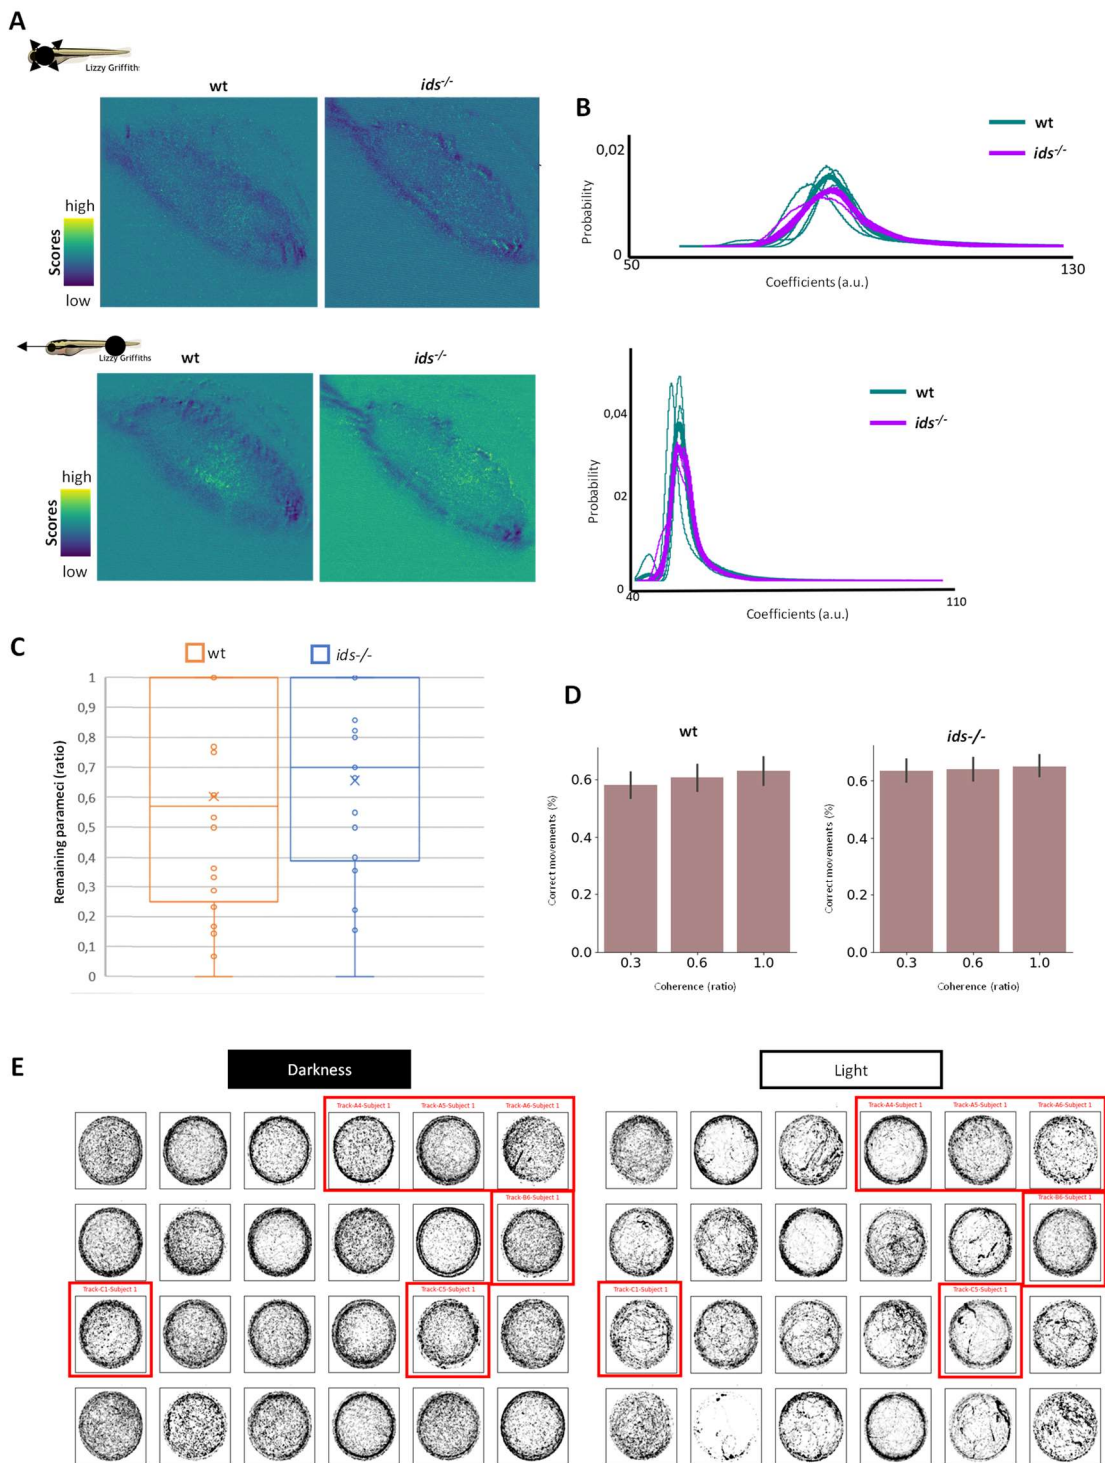 A
Lizzy Griffiths
wt
ids-/-
high
Scores
low
Lizzy Griffiths
wt
ids-/-
high
Scores
low
B
wt
ids-/-
0,02
Probability
0
50
130
Coefficients (a.u.)
wt
ids-/-
0,04
Probability
02
0
40
110
Coefficients (a.u.)
C
wt
ids-/-
Remaining parameci (ratio)
1
0,9
0,8
0,7
0,6
0,5
0,4
0,3
0,2
0,1
0
D
wt
Correct movements (%)
0.6
0.4
0.2
0.0
0.3 0.6 1.0
Coherence (ratio)
ids-/-
Correct movements (%)
0.6
0.4
0.2
0.0
0.3 0.6 1.0
Coherence (ratio)
E
Darkness
Track-A4-Subject 1 Track-A5-Subject 1 Track-A6-Subject 1
Track-B6-Subject 1
Track-C1-Subject 1 Track-C5-Subject 1
Light
Track-A4-Subject 1 Track-A5-Subject 1 Track-A6-Subject 1
Track-B6-Subject 1
Track-C1-Subject 1 Track-C5-Subject 1